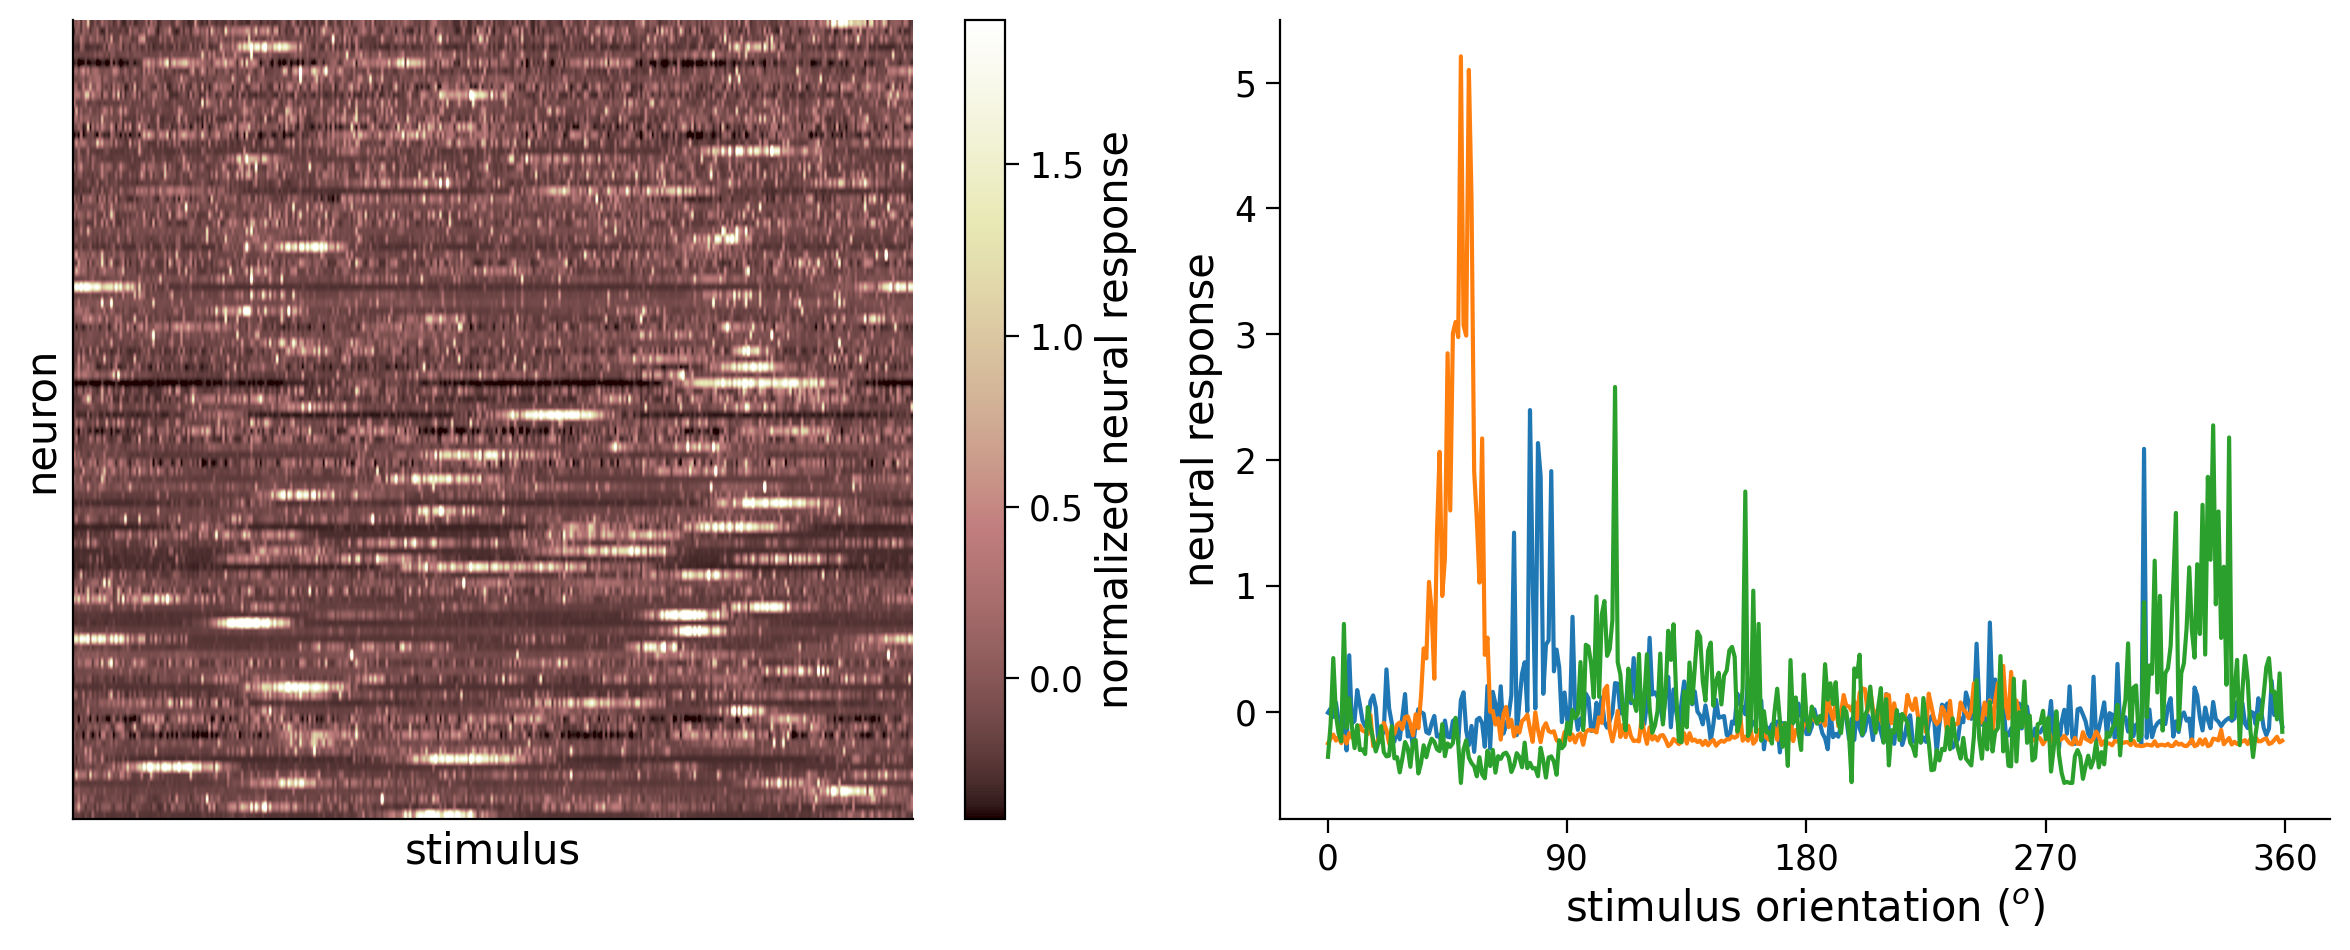 neuron
stimulus
1.5
1.0
0.5
0.0
normalized neural response
neural response
5
4
3
2
1
0
0 90 180 270 360
stimulus orientation (º)